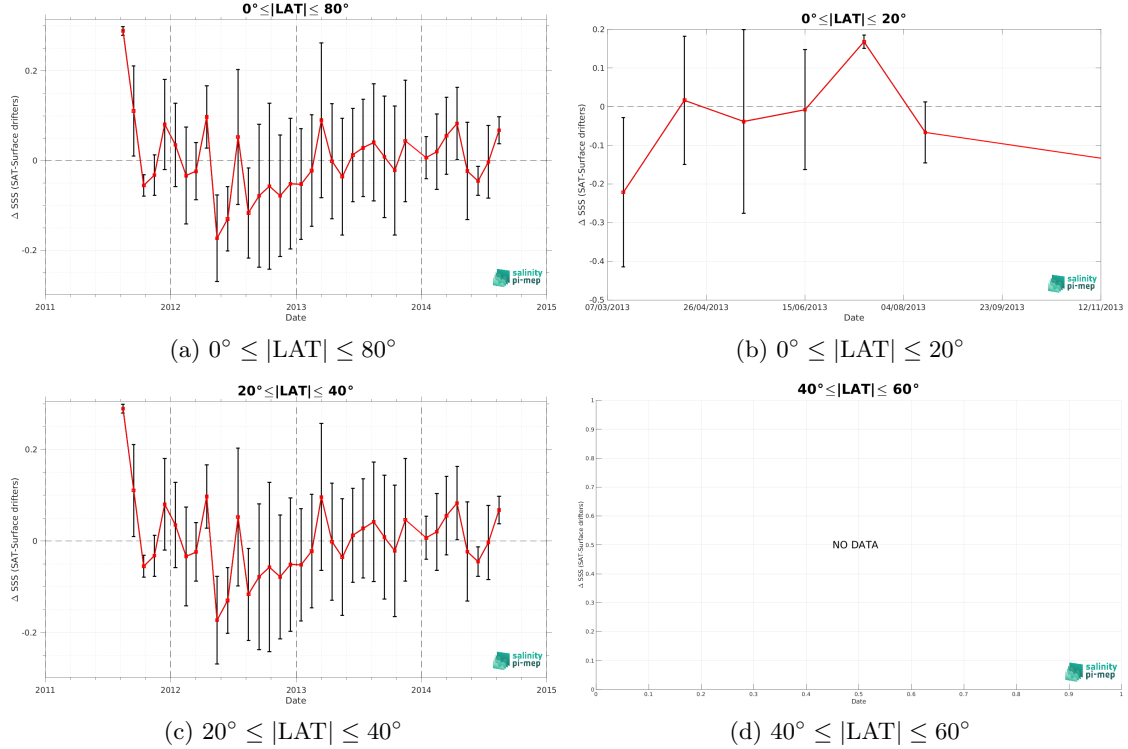 0°≤|LAT|≤ 80°
Δ SSS (SAT-Surface drifters)
0.2
0
-0.2
2011 2012 2013 2014 2015
Date
salinity
pi-mep
(a) 0° ≤ |LAT| ≤ 80°
0°≤|LAT|≤ 20°
Δ SSS (SAT-Surface drifters)
0.2
0.1
0
-0.1
-0.2
-0.3
-0.4
-0.5
07/03/2013 26/04/2013 15/06/2013 04/08/2013 23/09/2013 12/11/2013
Date
salinity
pi-mep
(b) 0° ≤ |LAT| ≤ 20°
20°≤|LAT|≤ 40°
Δ SSS (SAT-Surface drifters)
0.2
0
-0.2
2011 2012 2013 2014 2015
Date
salinity
pi-mep
(c) 20° ≤ |LAT| ≤ 40°
40°≤|LAT|≤ 60°
Δ SSS (SAT-Surface drifters)
1
0.9
0.8
0.7
0.6
0.5
0.4
0.3
0.2
0.1
0
NO DATA
0 0.1 0.2 0.3 0.4 0.5 0.6 0.7 0.8 0.9 1
Date
salinity
pi-mep
(d) 40° ≤ |LAT| ≤ 60°